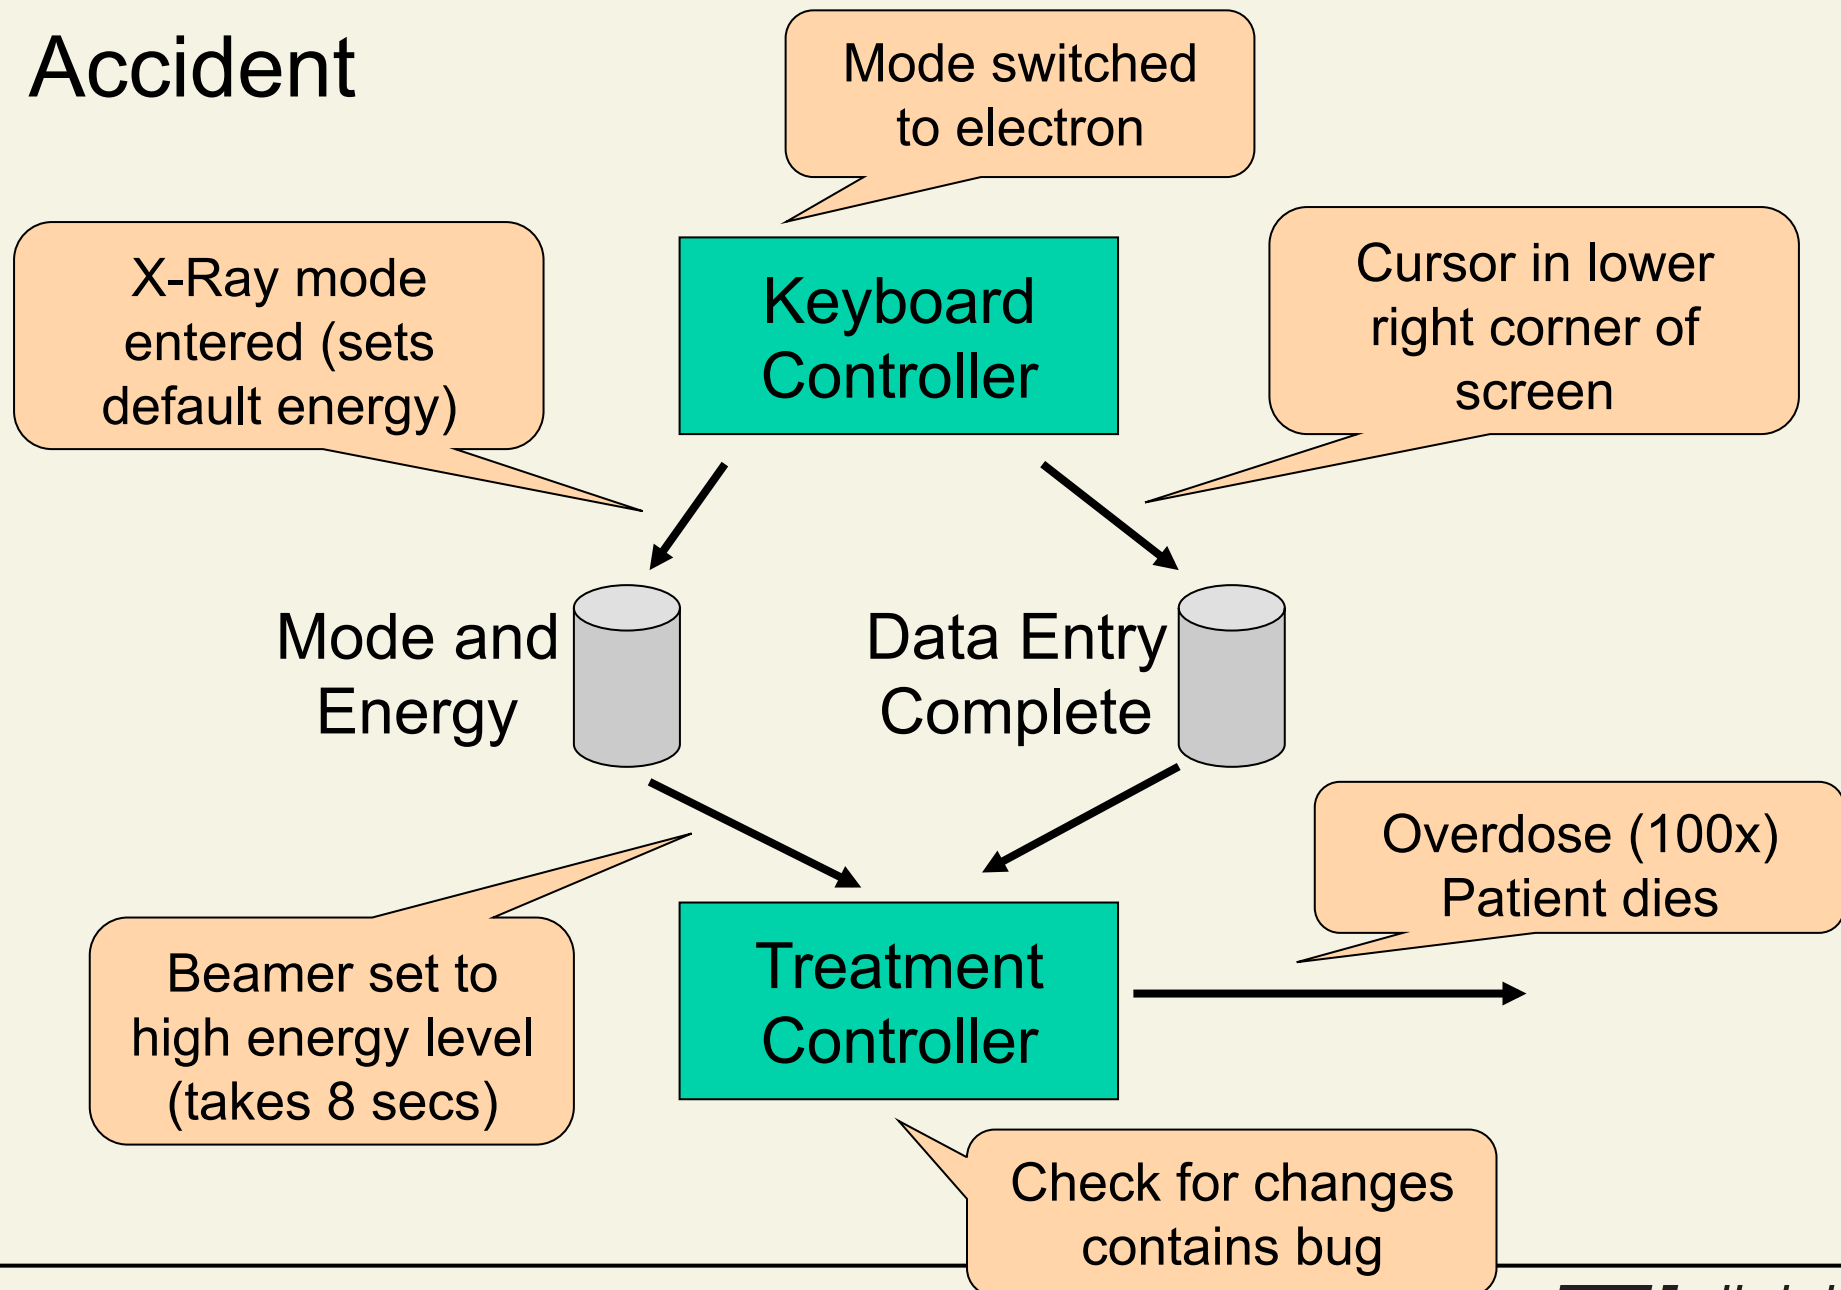 Accident
Mode switched
to electron
X-Ray mode
entered (sets
default energy)
Keyboard
Controller
Cursor in lower
right corner of
screen
Mode and
Energy
Data Entry
Complete
Overdose (100x)
Patient dies
Beamer set to
high energy level
(takes 8 secs)
Treatment
Controller
Check for changes
contains bug